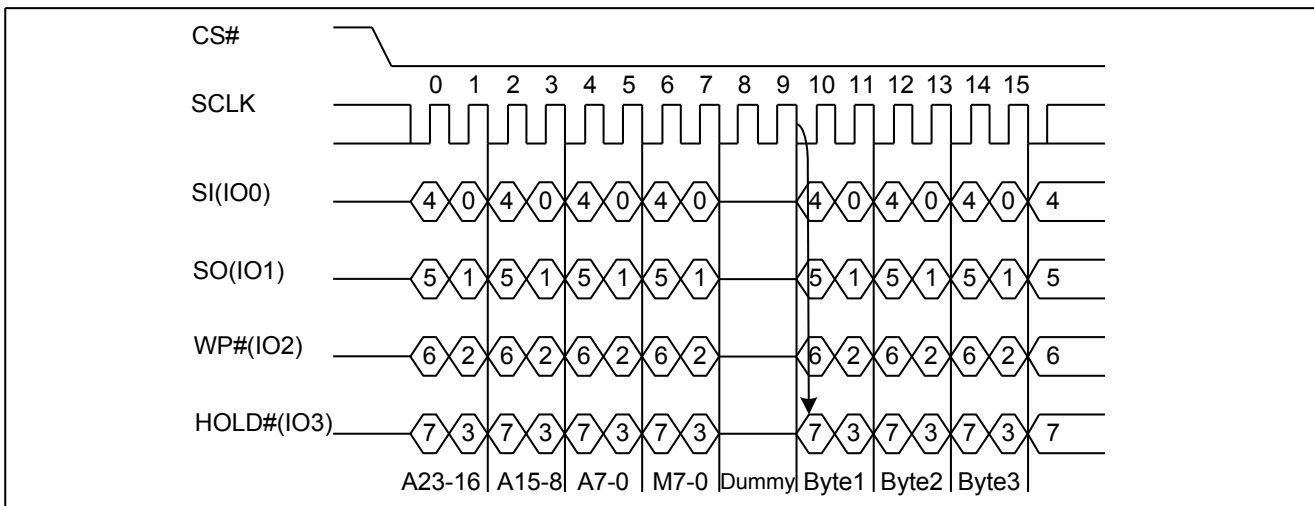 CS#
0 1 2 3 4 5 6 7 8 9 10 11 12 13 14 15
SCLK
SI(IO0) 4 0 4 0 4 0 4 0 4 0 4 0 4 0 4
SO(IO1) 5 1 5 1 5 1 5 1 5 1 5 1 5 1 5
WP#(IO2) 6 2 6 2 6 2 6 2 6 2 6 2 6 2 6
HOLD#(IO3) 7 3 7 3 7 3 7 3 7 3 7 3 7 3 7
A23-16 A15-8 A7-0 M7-0 Dummy Byte1 Byte2 Byte3